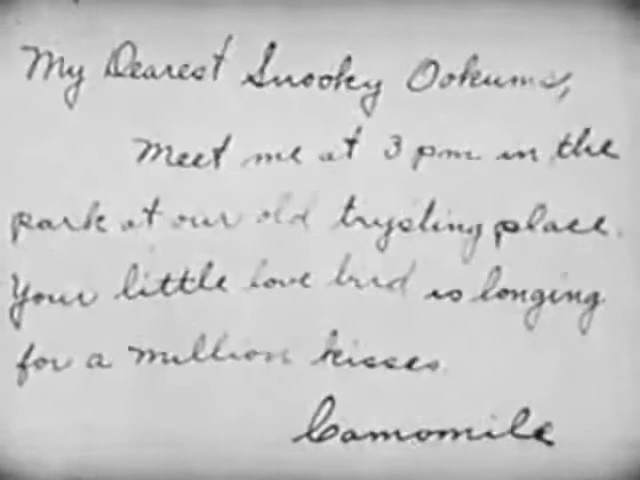 My Dearest Snooky Ookums,
Meet me at 3 pm in the
park at our old trysting place.
Your little love bird is longing
for a million kisses.
Camomile